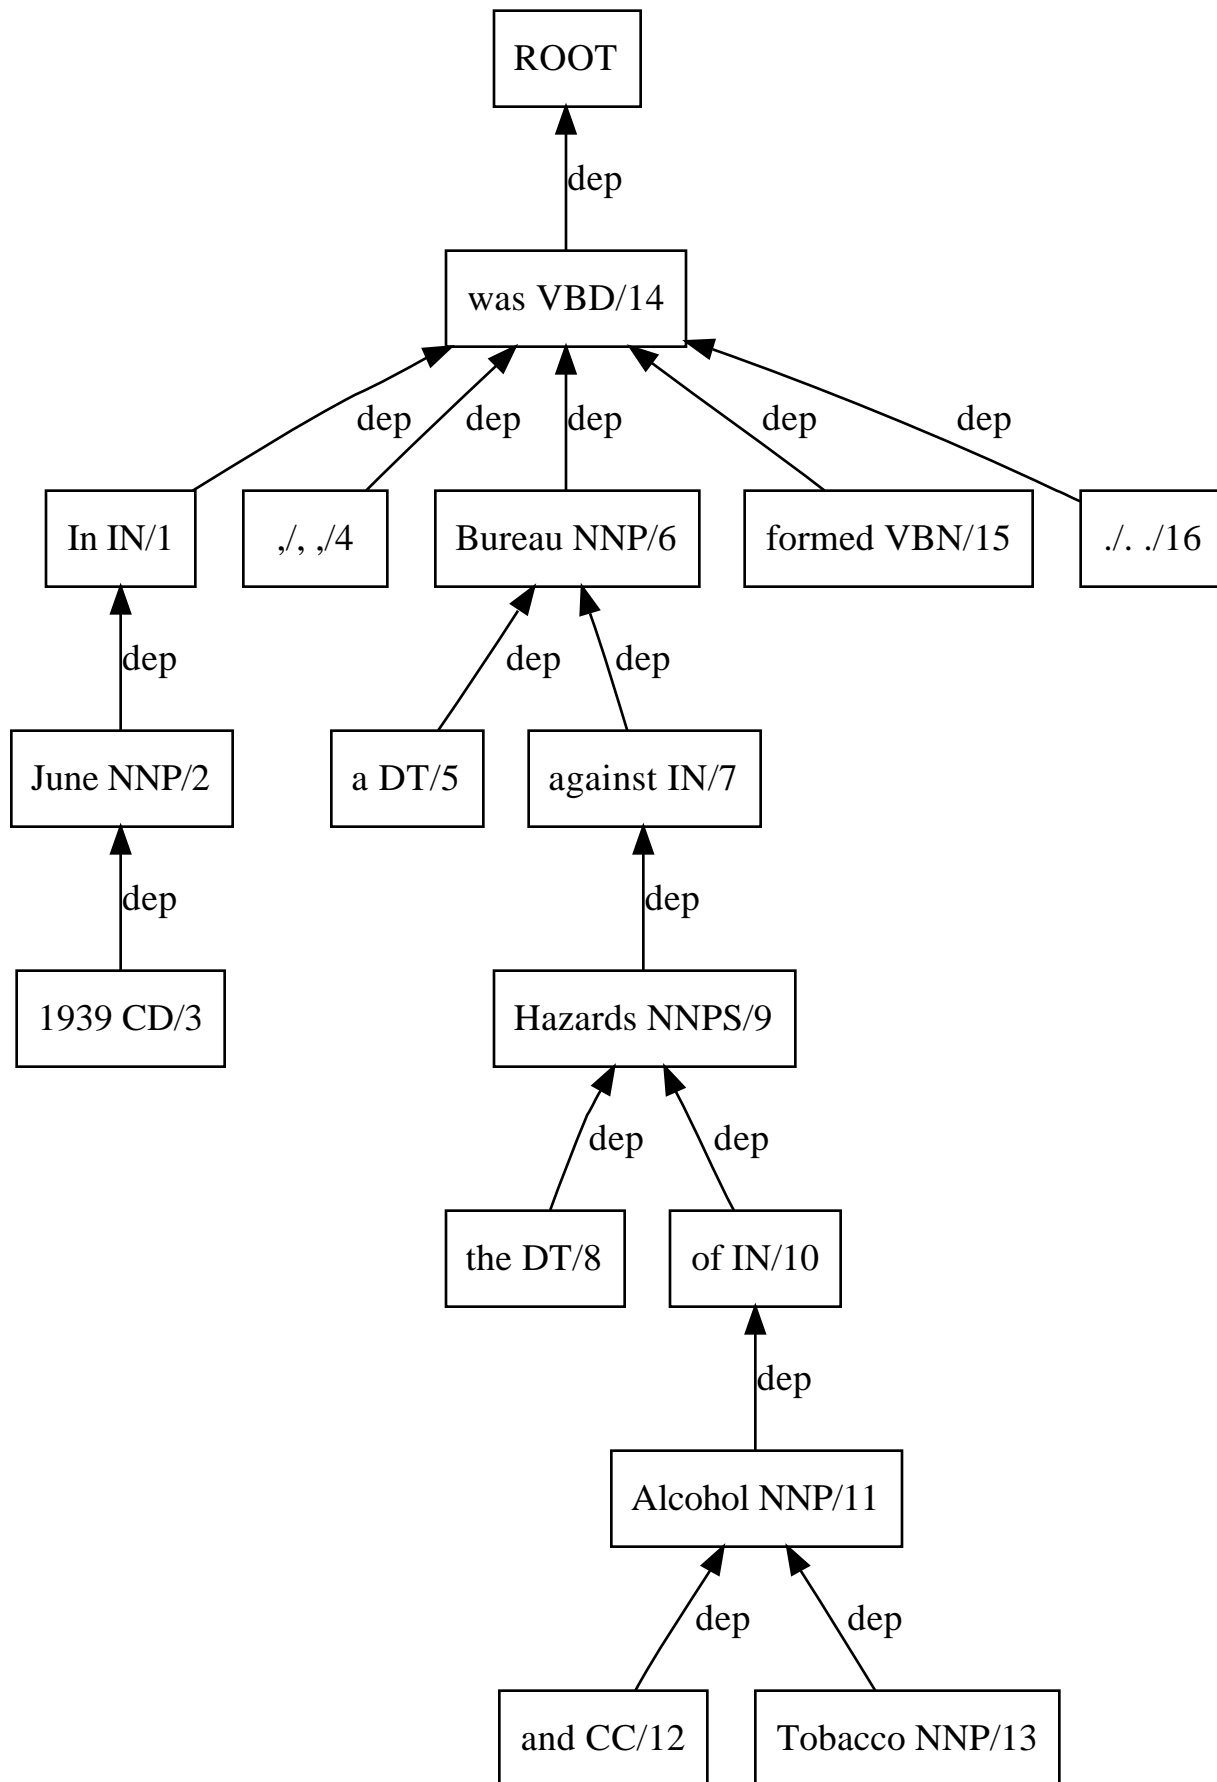 ROOT
dep
was VBD/14
dep dep dep dep dep
In IN/1 ,/, ,/4 Bureau NNP/6 formed VBN/15 ./. ./16
dep dep dep
June NNP/2 a DT/5 against IN/7
dep dep
1939 CD/3 Hazards NNPS/9
dep dep
the DT/8 of IN/10
dep
Alcohol NNP/11
dep dep
and CC/12 Tobacco NNP/13